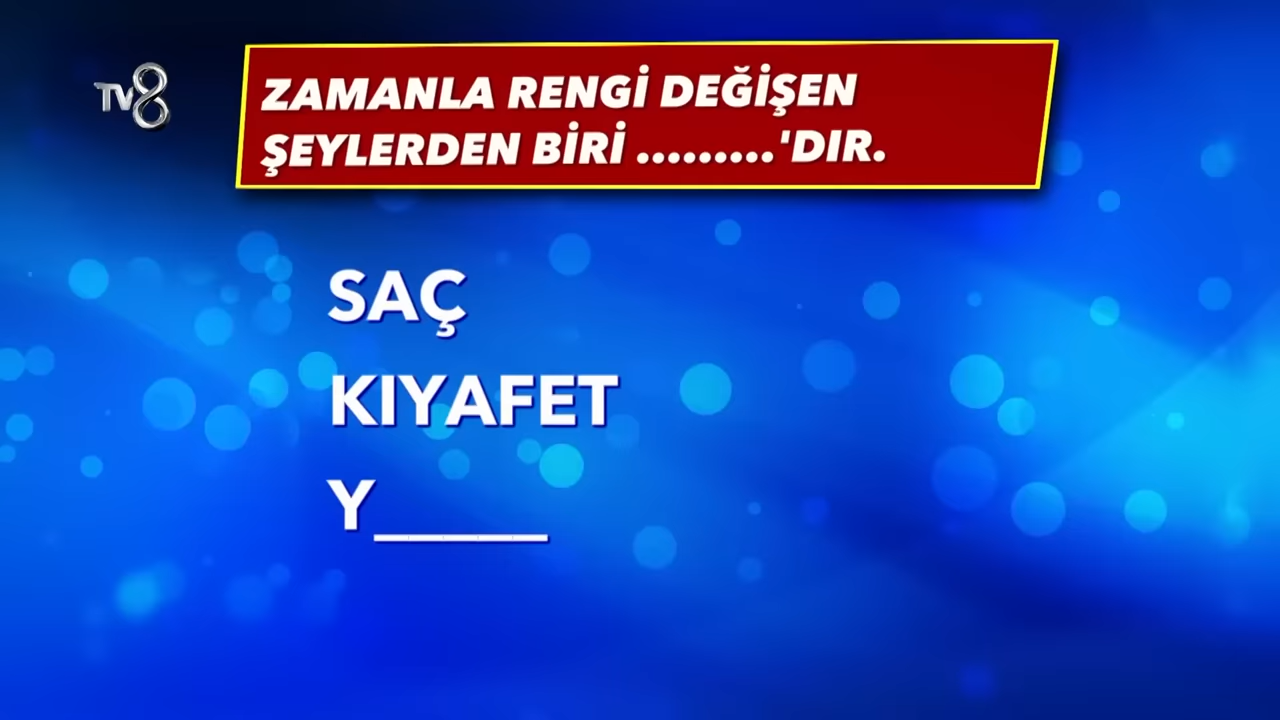 TV8
ZAMANLA RENGİ DEĞİŞEN
ŞEYLERDEN BİRİ .........'DIR.
SAÇ
KIYAFET
Y_____